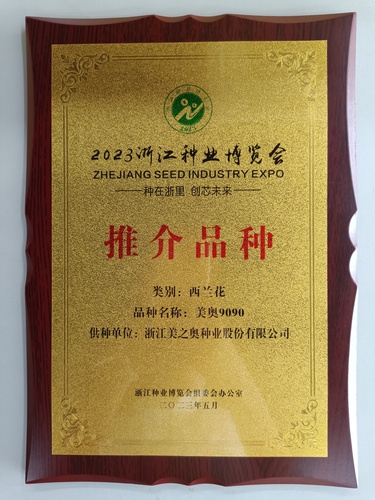 2023浙江种业博览会
ZHEJIANG SEED INDUSTRY EXPO
种在浙里 创芯未来
推介品种
类别：西兰花
品种名称：美奥9090
供种单位：浙江美之奥种业股份有限公司
浙江种业博览会组委会办公室
二〇二三年五月